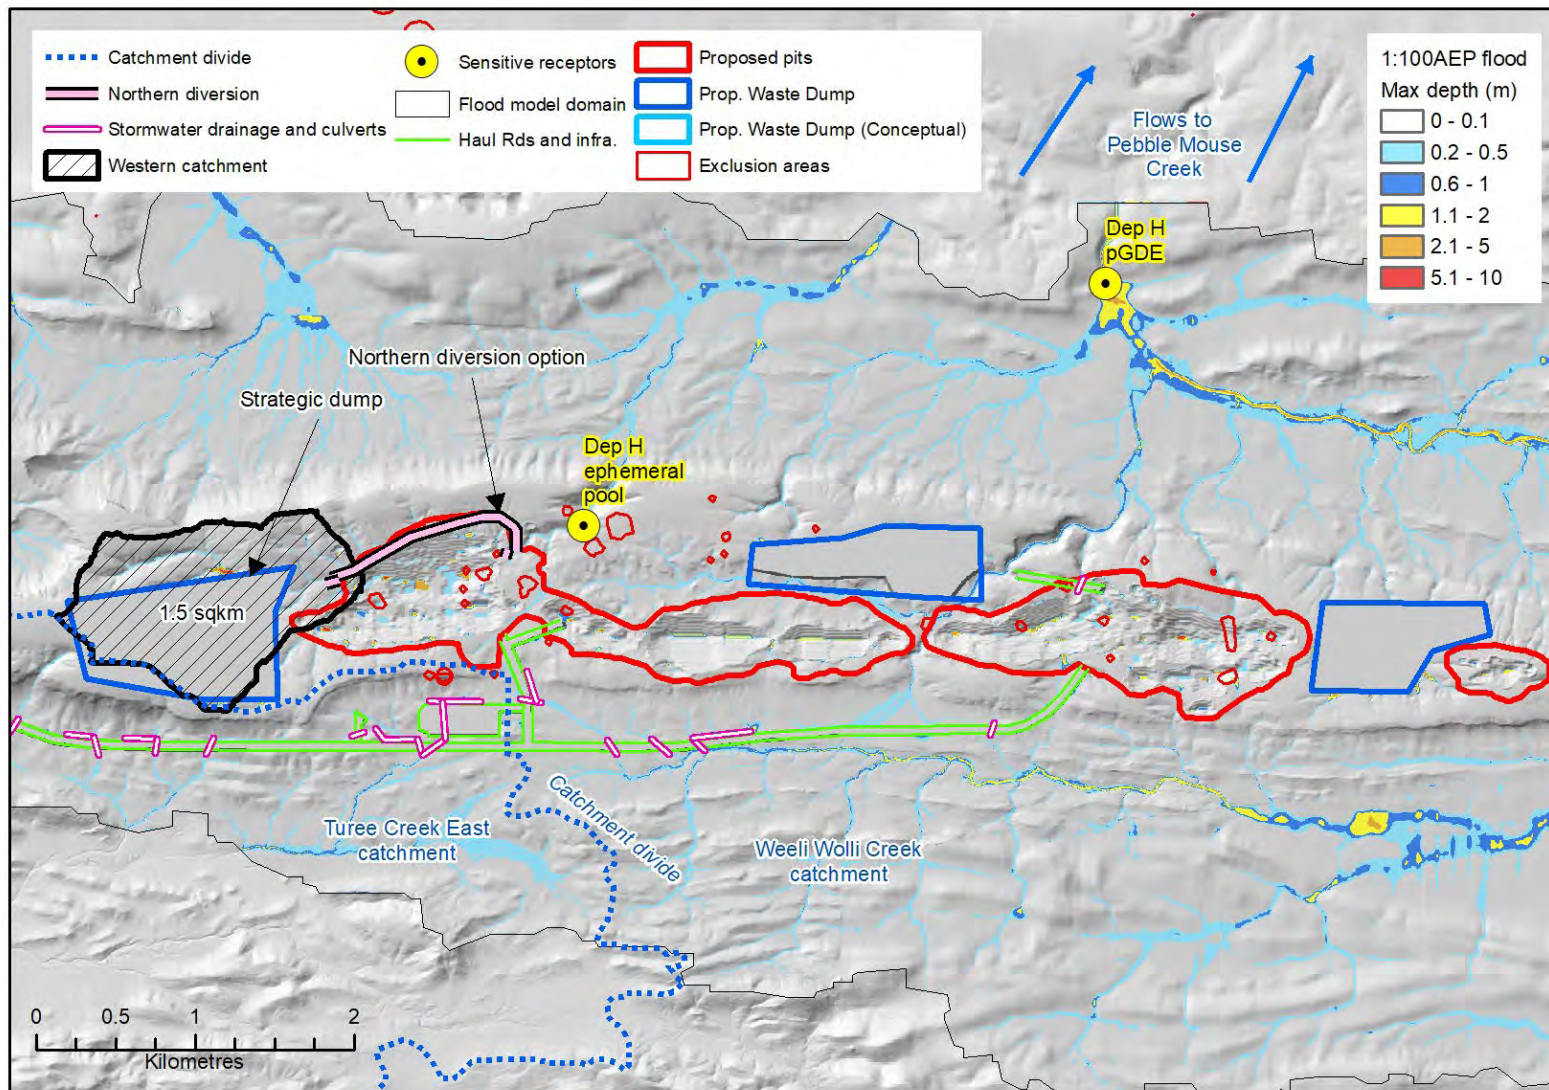 Catchment divide
Northern diversion
Stormwater drainage and culverts
Western catchment
Sensitive receptors
Flood model domain
Haul Rds and infra.
Proposed pits
Prop. Waste Dump
Prop. Waste Dump (Conceptual)
Exclusion areas
1:100AEP flood
Max depth (m)
0 - 0.1
0.2 - 0.5
0.6 - 1
1.1 - 2
2.1 - 5
5.1 - 10
Flows to
Pebble Mouse
Creek
Dep H
pGDE
Northern diversion option
Strategic dump
Dep H
ephemeral
pool
1.5 sqkm
Catchment divide
Turee Creek East
catchment
Weeli Wolli Creek
catchment
0 0.5 1 2
Kilometres